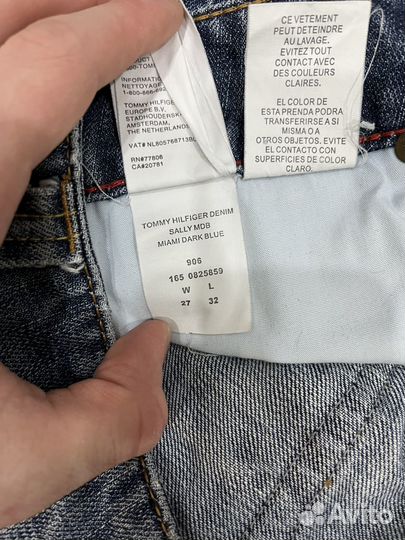 INFORMATION
NETTOYAGE
TOMMY HILFIGER
EUROPE B.V.
AMSTERDAM,
THE NETHERLANDS
VAT# NL805768713B0
RN#77806
CA#20781
CE VETEMENT
PEUT DETEINDRE
AU LAVAGE.
EVITEZ TOUT
CONTACT AVEC
DES COULEURS
CLAIRES.
EL COLOR DE
ESTA PRENDA PODRA
TRANSFERIRSE A SI
MISMA O A
OTROS OBJETOS. EVITE
EL CONTACTO CON
SUPERFICIES DE COLOR
CLARO.
TOMMY HILFIGER DENIM
SALLY MDB
MIAMI DARK BLUE
906
165 0825859
W L
27 32
Avito